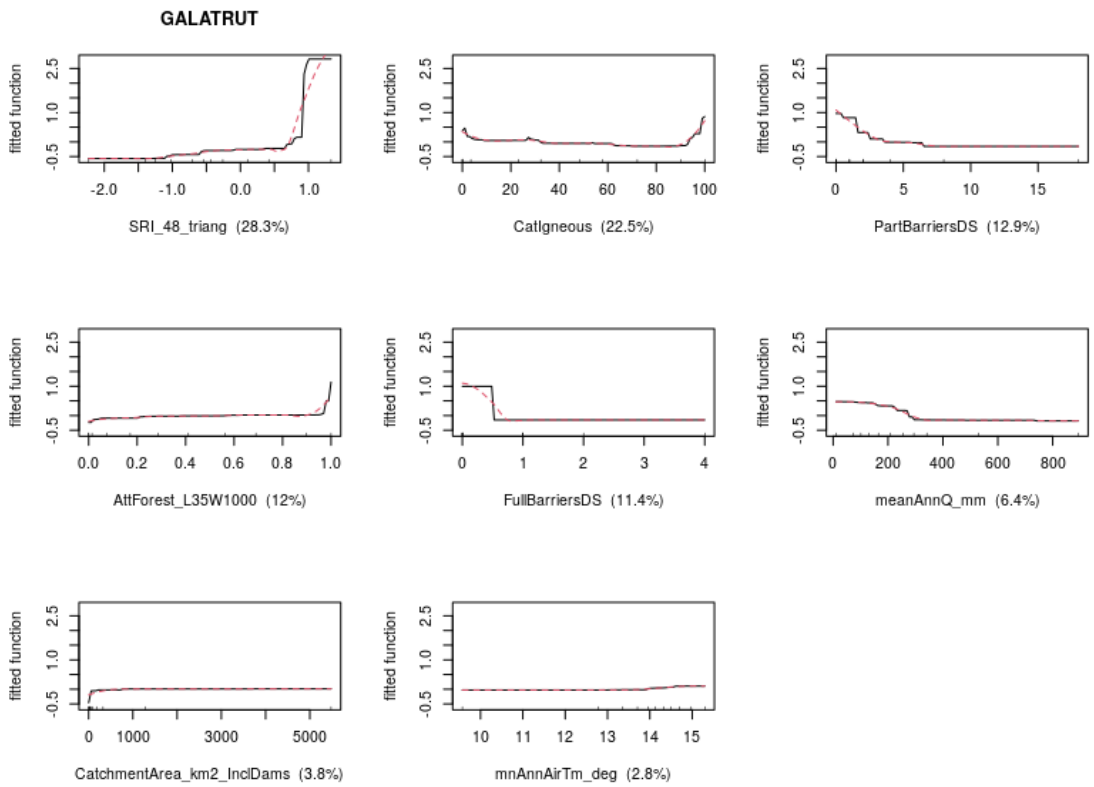 GALATRUT
fitted function
-0.5 1.0 2.5
-2.0 -1.0 0.0 1.0
SRI_48_triang (28.3%)
fitted function
-0.5 1.0 2.5
0 20 40 60 80 100
CatIgneous (22.5%)
fitted function
-0.5 1.0 2.5
0 5 10 15
PartBarriersDS (12.9%)
fitted function
-0.5 1.0 2.5
0.0 0.2 0.4 0.6 0.8 1.0
AttForest_L35W1000 (12%)
fitted function
-0.5 1.0 2.5
0 1 2 3 4
FullBarriersDS (11.4%)
fitted function
-0.5 1.0 2.5
0 200 400 600 800
meanAnnQ_mm (6.4%)
fitted function
-0.5 1.0 2.5
0 1000 3000 5000
CatchmentArea_km2_InclDams (3.8%)
fitted function
-0.5 1.0 2.5
10 11 12 13 14 15
mnAnnAirTm_deg (2.8%)